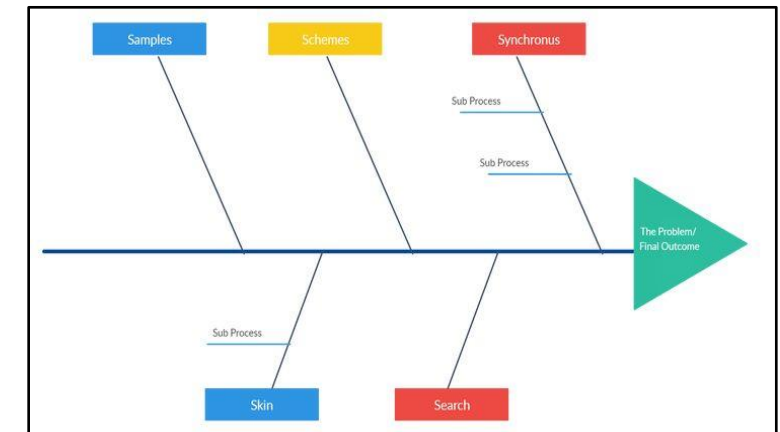 Samples
Schemes
Synchronus
Sub Process
Sub Process
The Problem/
Final Outcome
Sub Process
Skin
Search